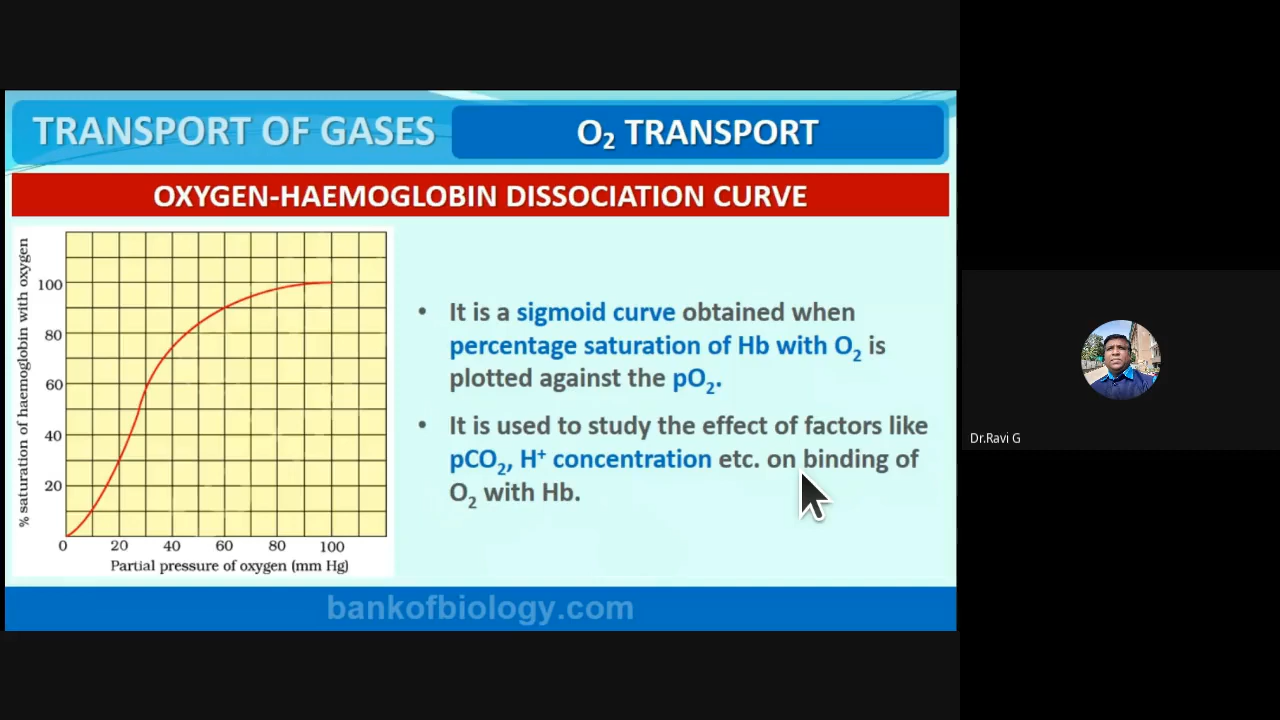 TRANSPORT OF GASES
O₂ TRANSPORT
OXYGEN-HAEMOGLOBIN DISSOCIATION CURVE
% saturation of haemoglobin with oxygen
100
80
60
40
20
0 20 40 60 80 100
Partial pressure of oxygen (mm Hg)
• It is a sigmoid curve obtained when
percentage saturation of Hb with O₂ is
plotted against the pO₂.
• It is used to study the effect of factors like
pCO₂, H⁺ concentration etc. on binding of
O₂ with Hb.
bankofbiology.com
Dr.Ravi G